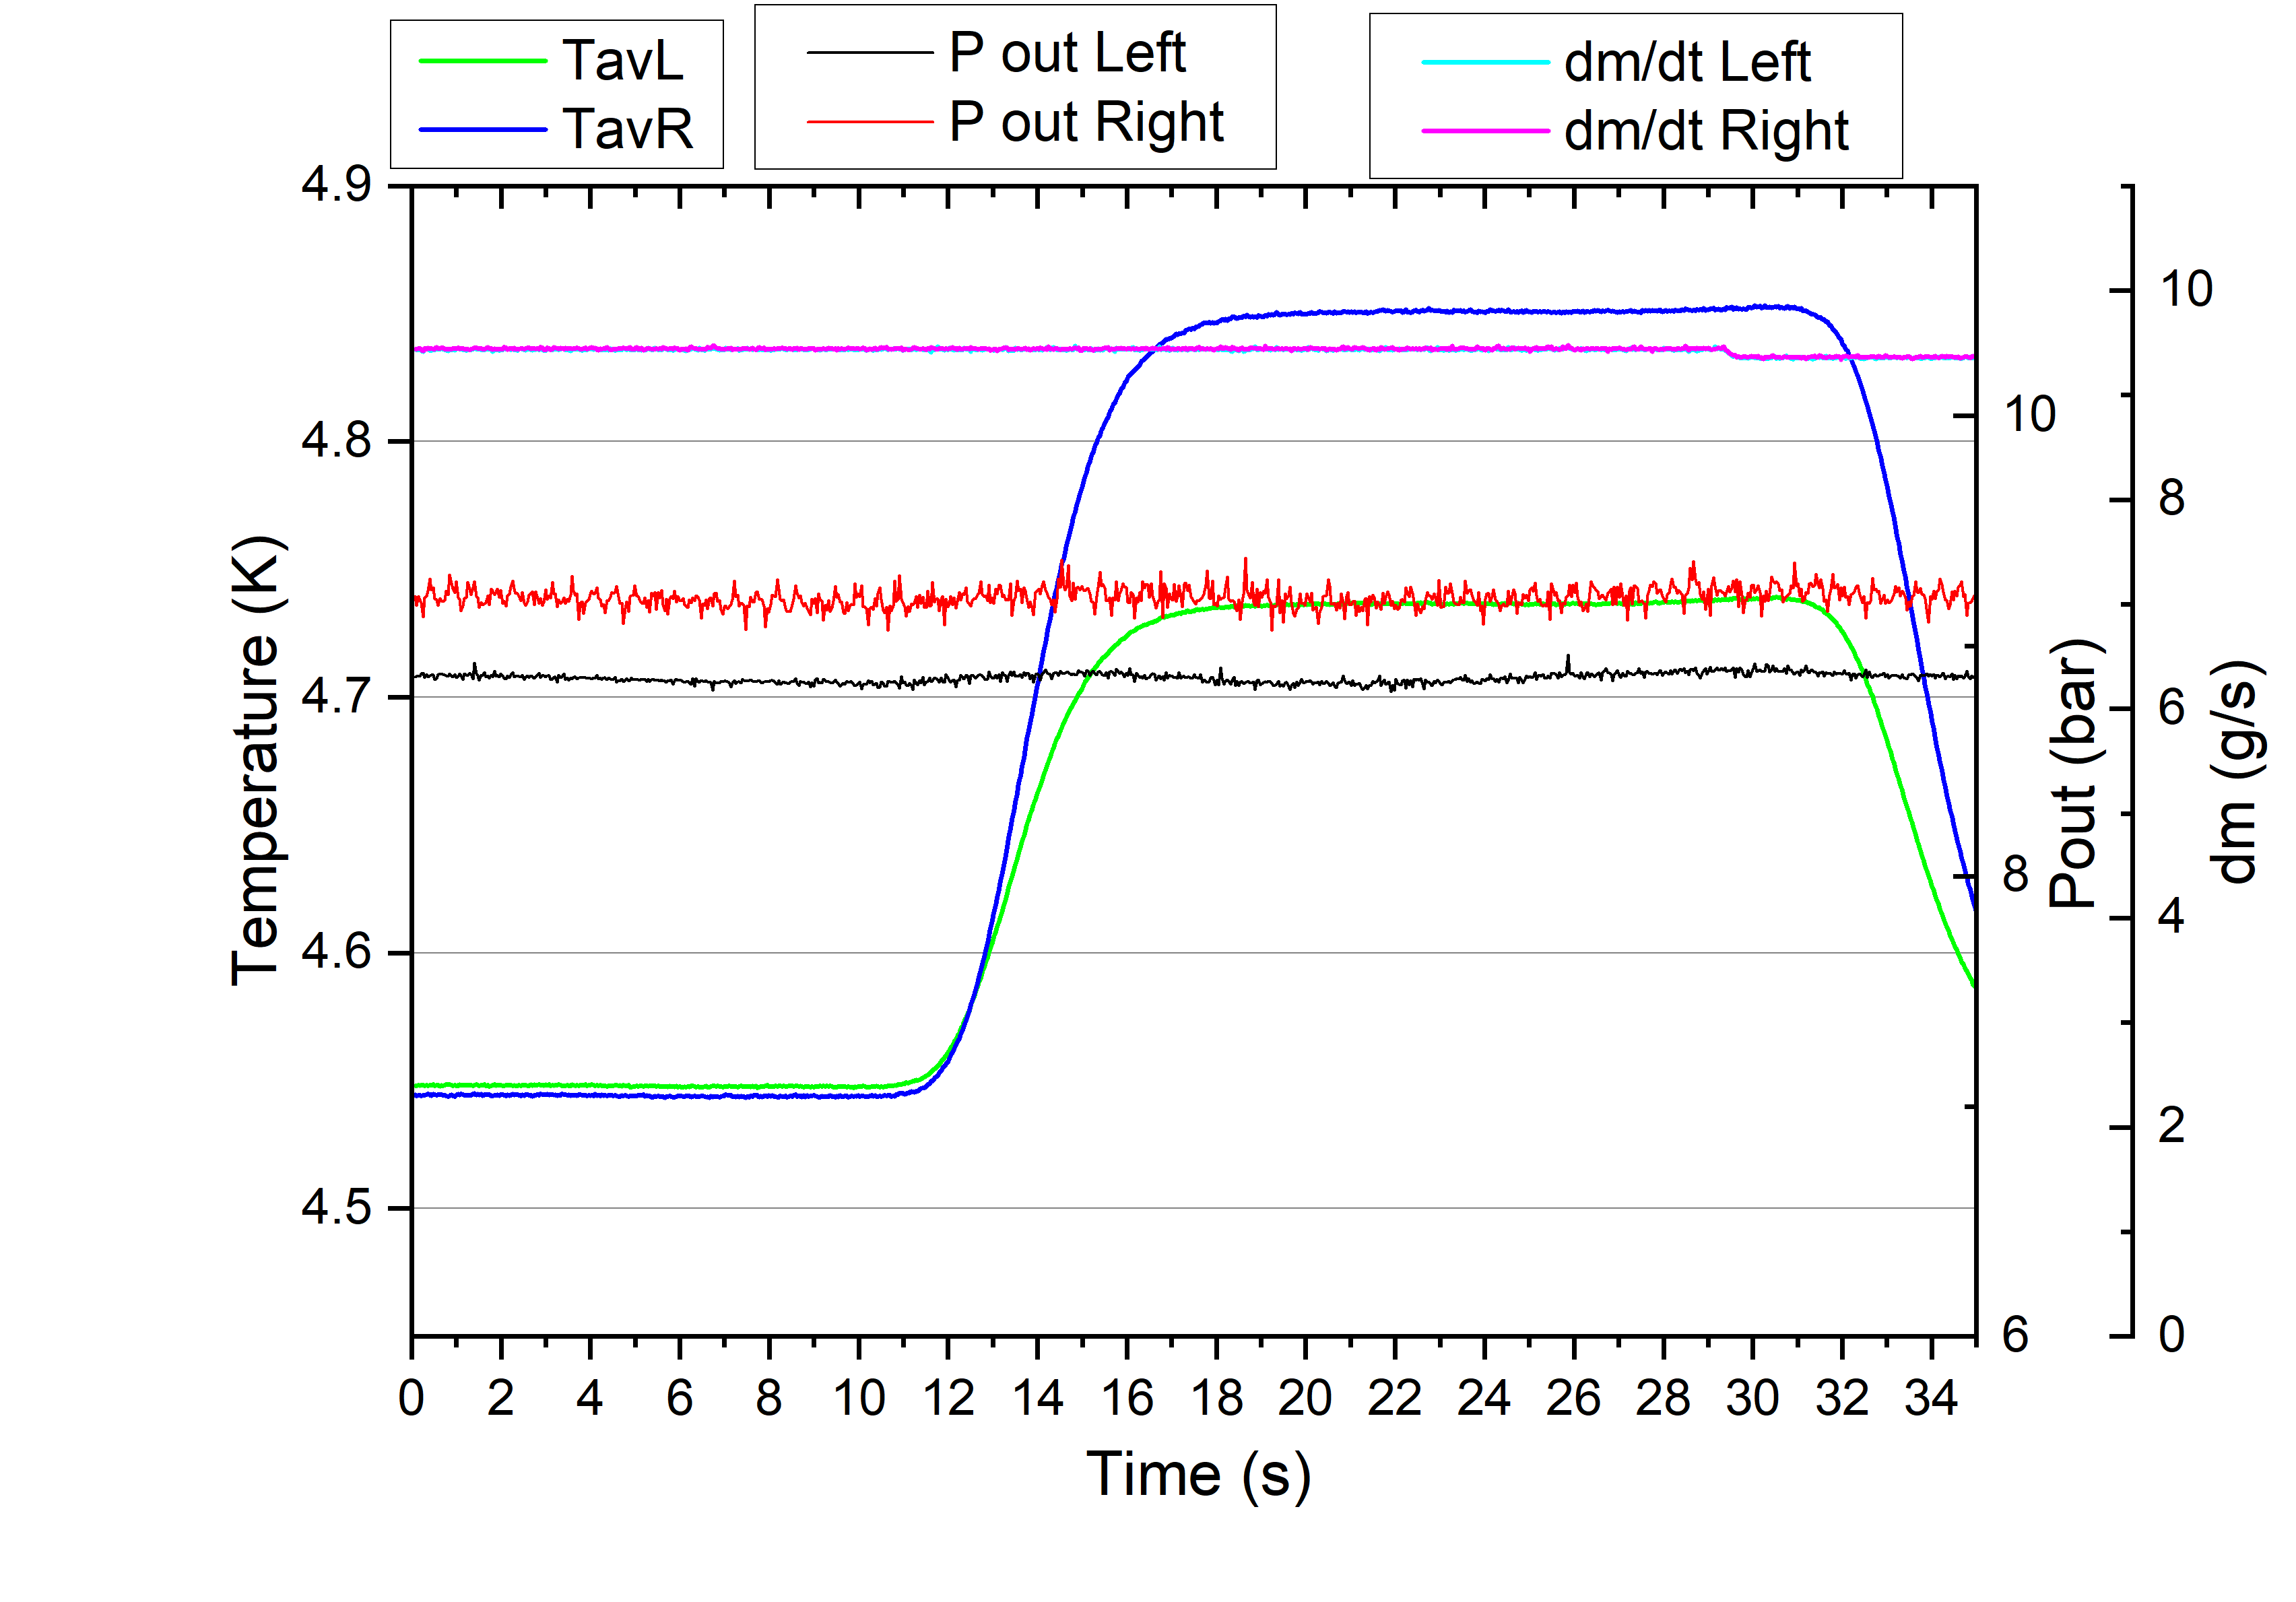 TavL
TavR
P out Left
P out Right
dm/dt Left
dm/dt Right
4.9
4.8
4.7
4.6
4.5
Temperature (K)
10
8
6
Pout (bar)
10
8
6
4
2
0
dm (g/s)
0 2 4 6 8 10 12 14 16 18 20 22 24 26 28 30 32 34
Time (s)